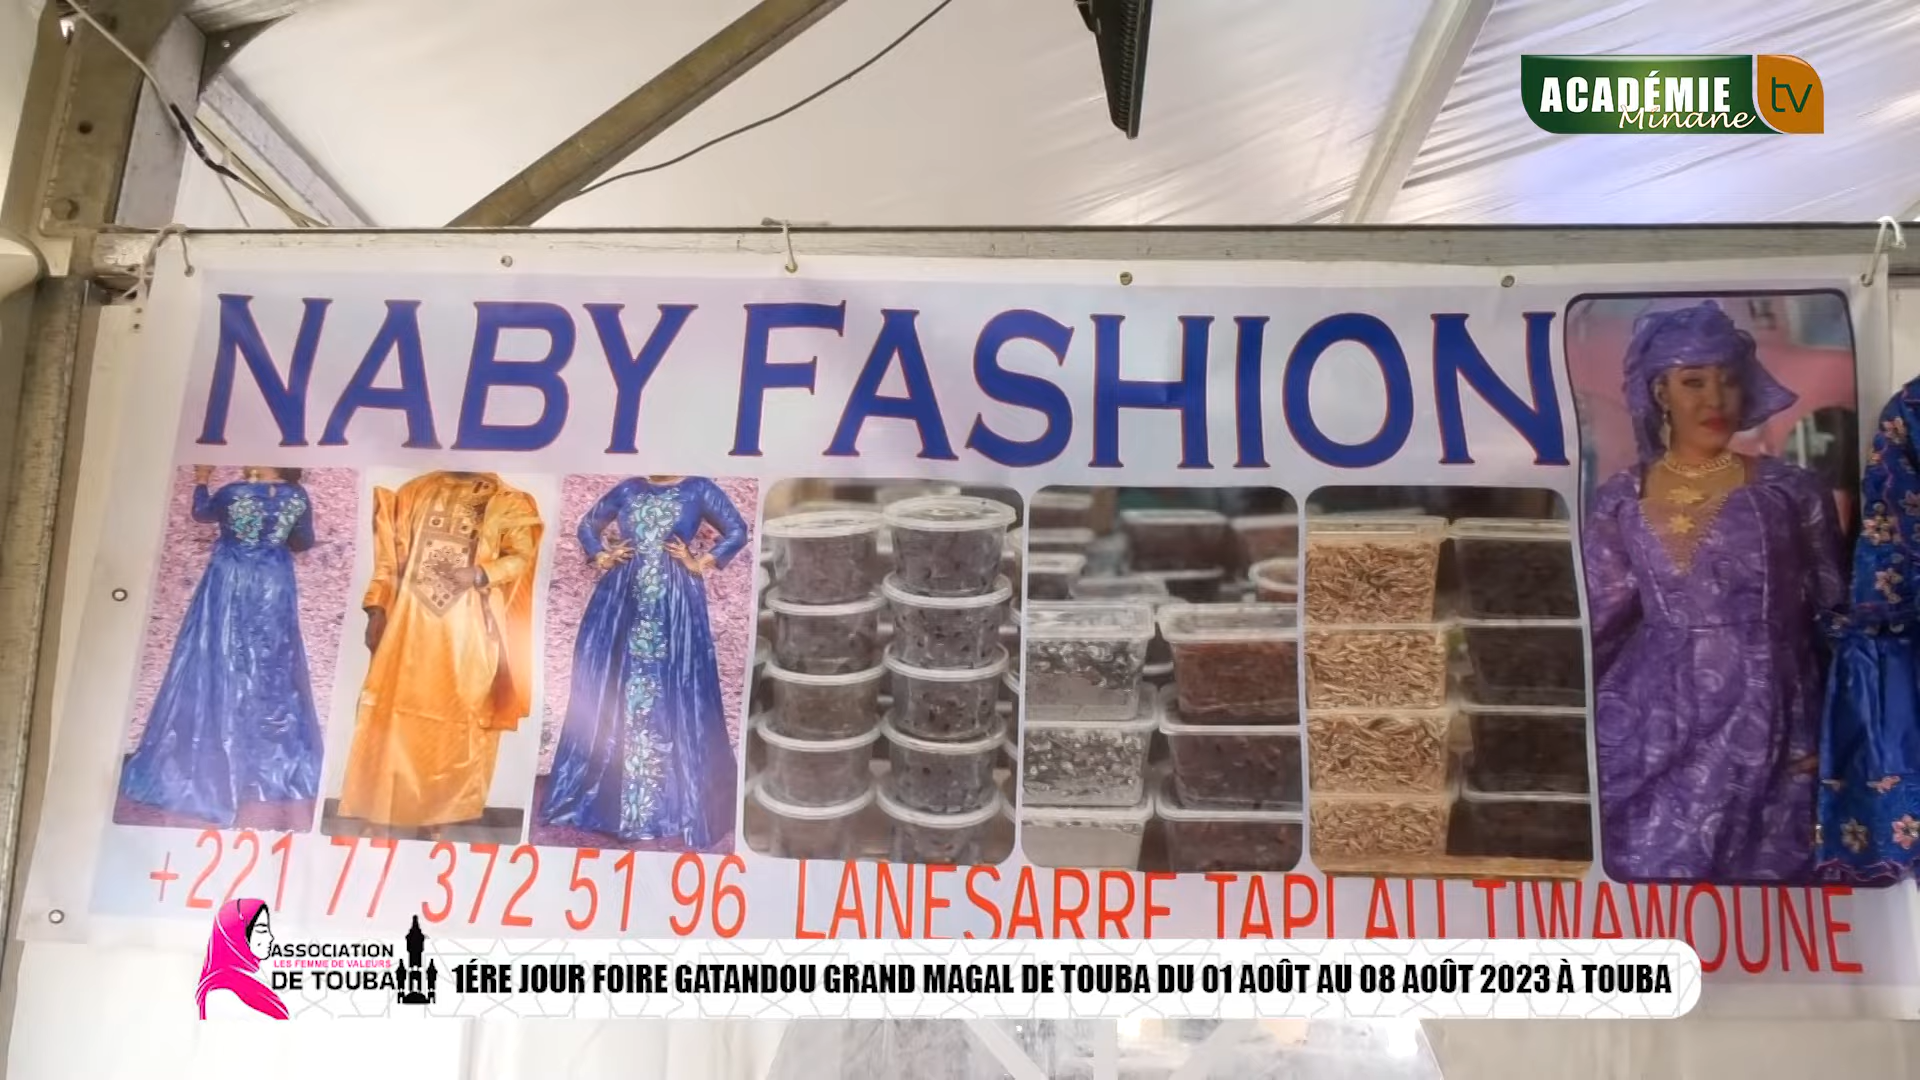 ACADÉMIE tv
Minane
NABY FASHION
+221 77 372 51 96 LANESARRE TAPI AU TIWAWOUNE
ASSOCIATION
LES FEMME DE VALEURS
DE TOUBA
1ÉRE JOUR FOIRE GATANDOU GRAND MAGAL DE TOUBA DU 01 AOÛT AU 08 AOÛT 2023 À TOUBA